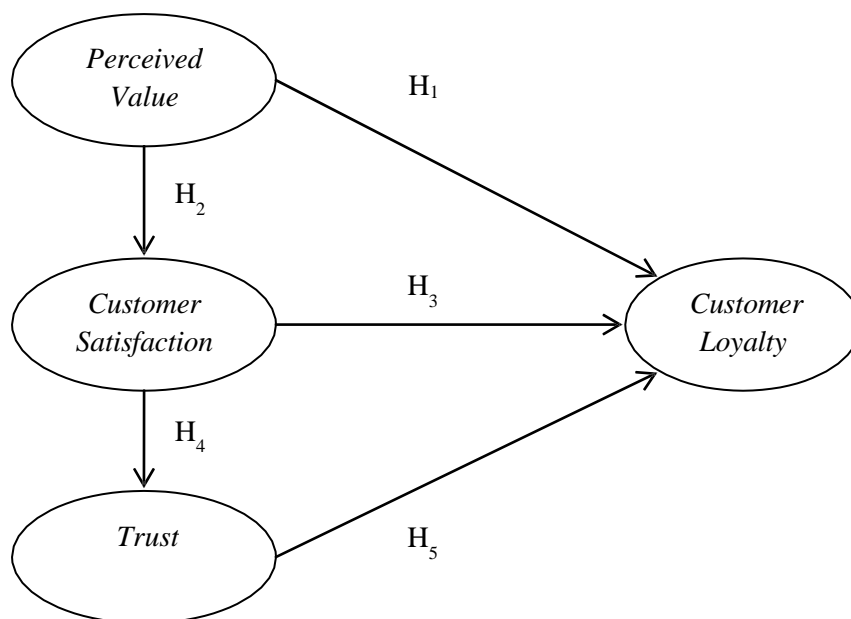 Perceived
Value
H₁
H₂
Customer
Satisfaction
H₃
Customer
Loyalty
H₄
Trust
H₅